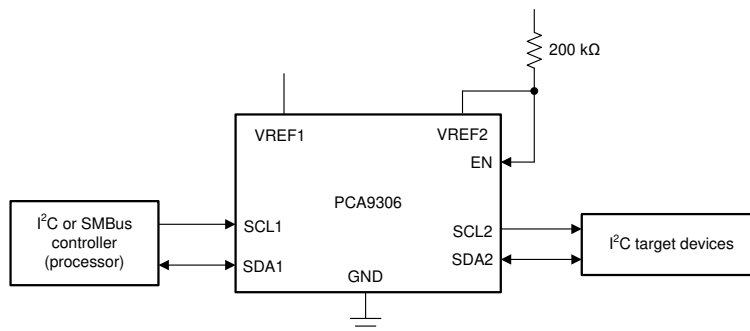 200 kΩ
VREF1
VREF2
EN
PCA9306
I²C or SMBus
controller
(processor)
SCL1
SDA1
SCL2
SDA2
GND
I²C target devices